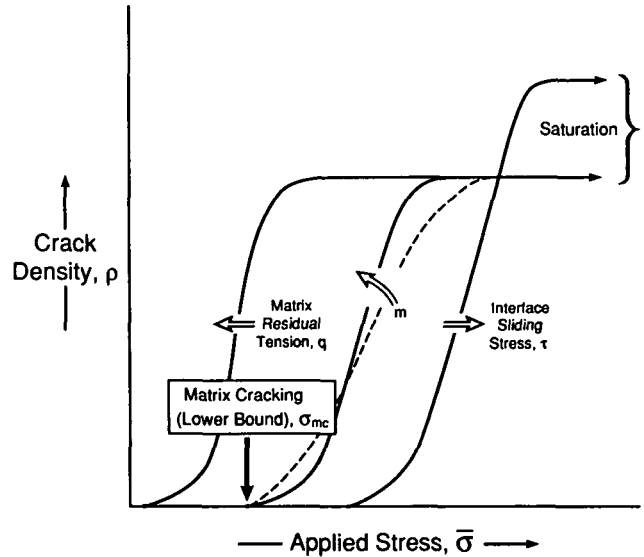 Saturation
Crack
Density, ρ
Matrix
Residual
Tension, q
m
Interface
Sliding
Stress, τ
Matrix Cracking
(Lower Bound), σmc
Applied Stress, σ̅